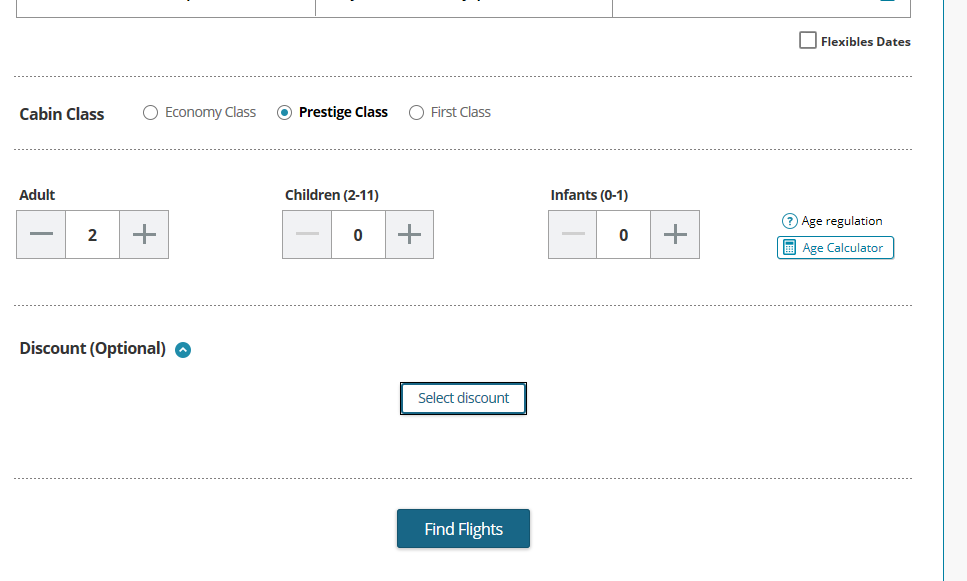 Flexibles Dates
Cabin Class Economy Class Prestige Class First Class
Adult Children (2-11) Infants (0-1)
2 0 0
? Age regulation
Age Calculator
Discount (Optional)
Select discount
Find Flights